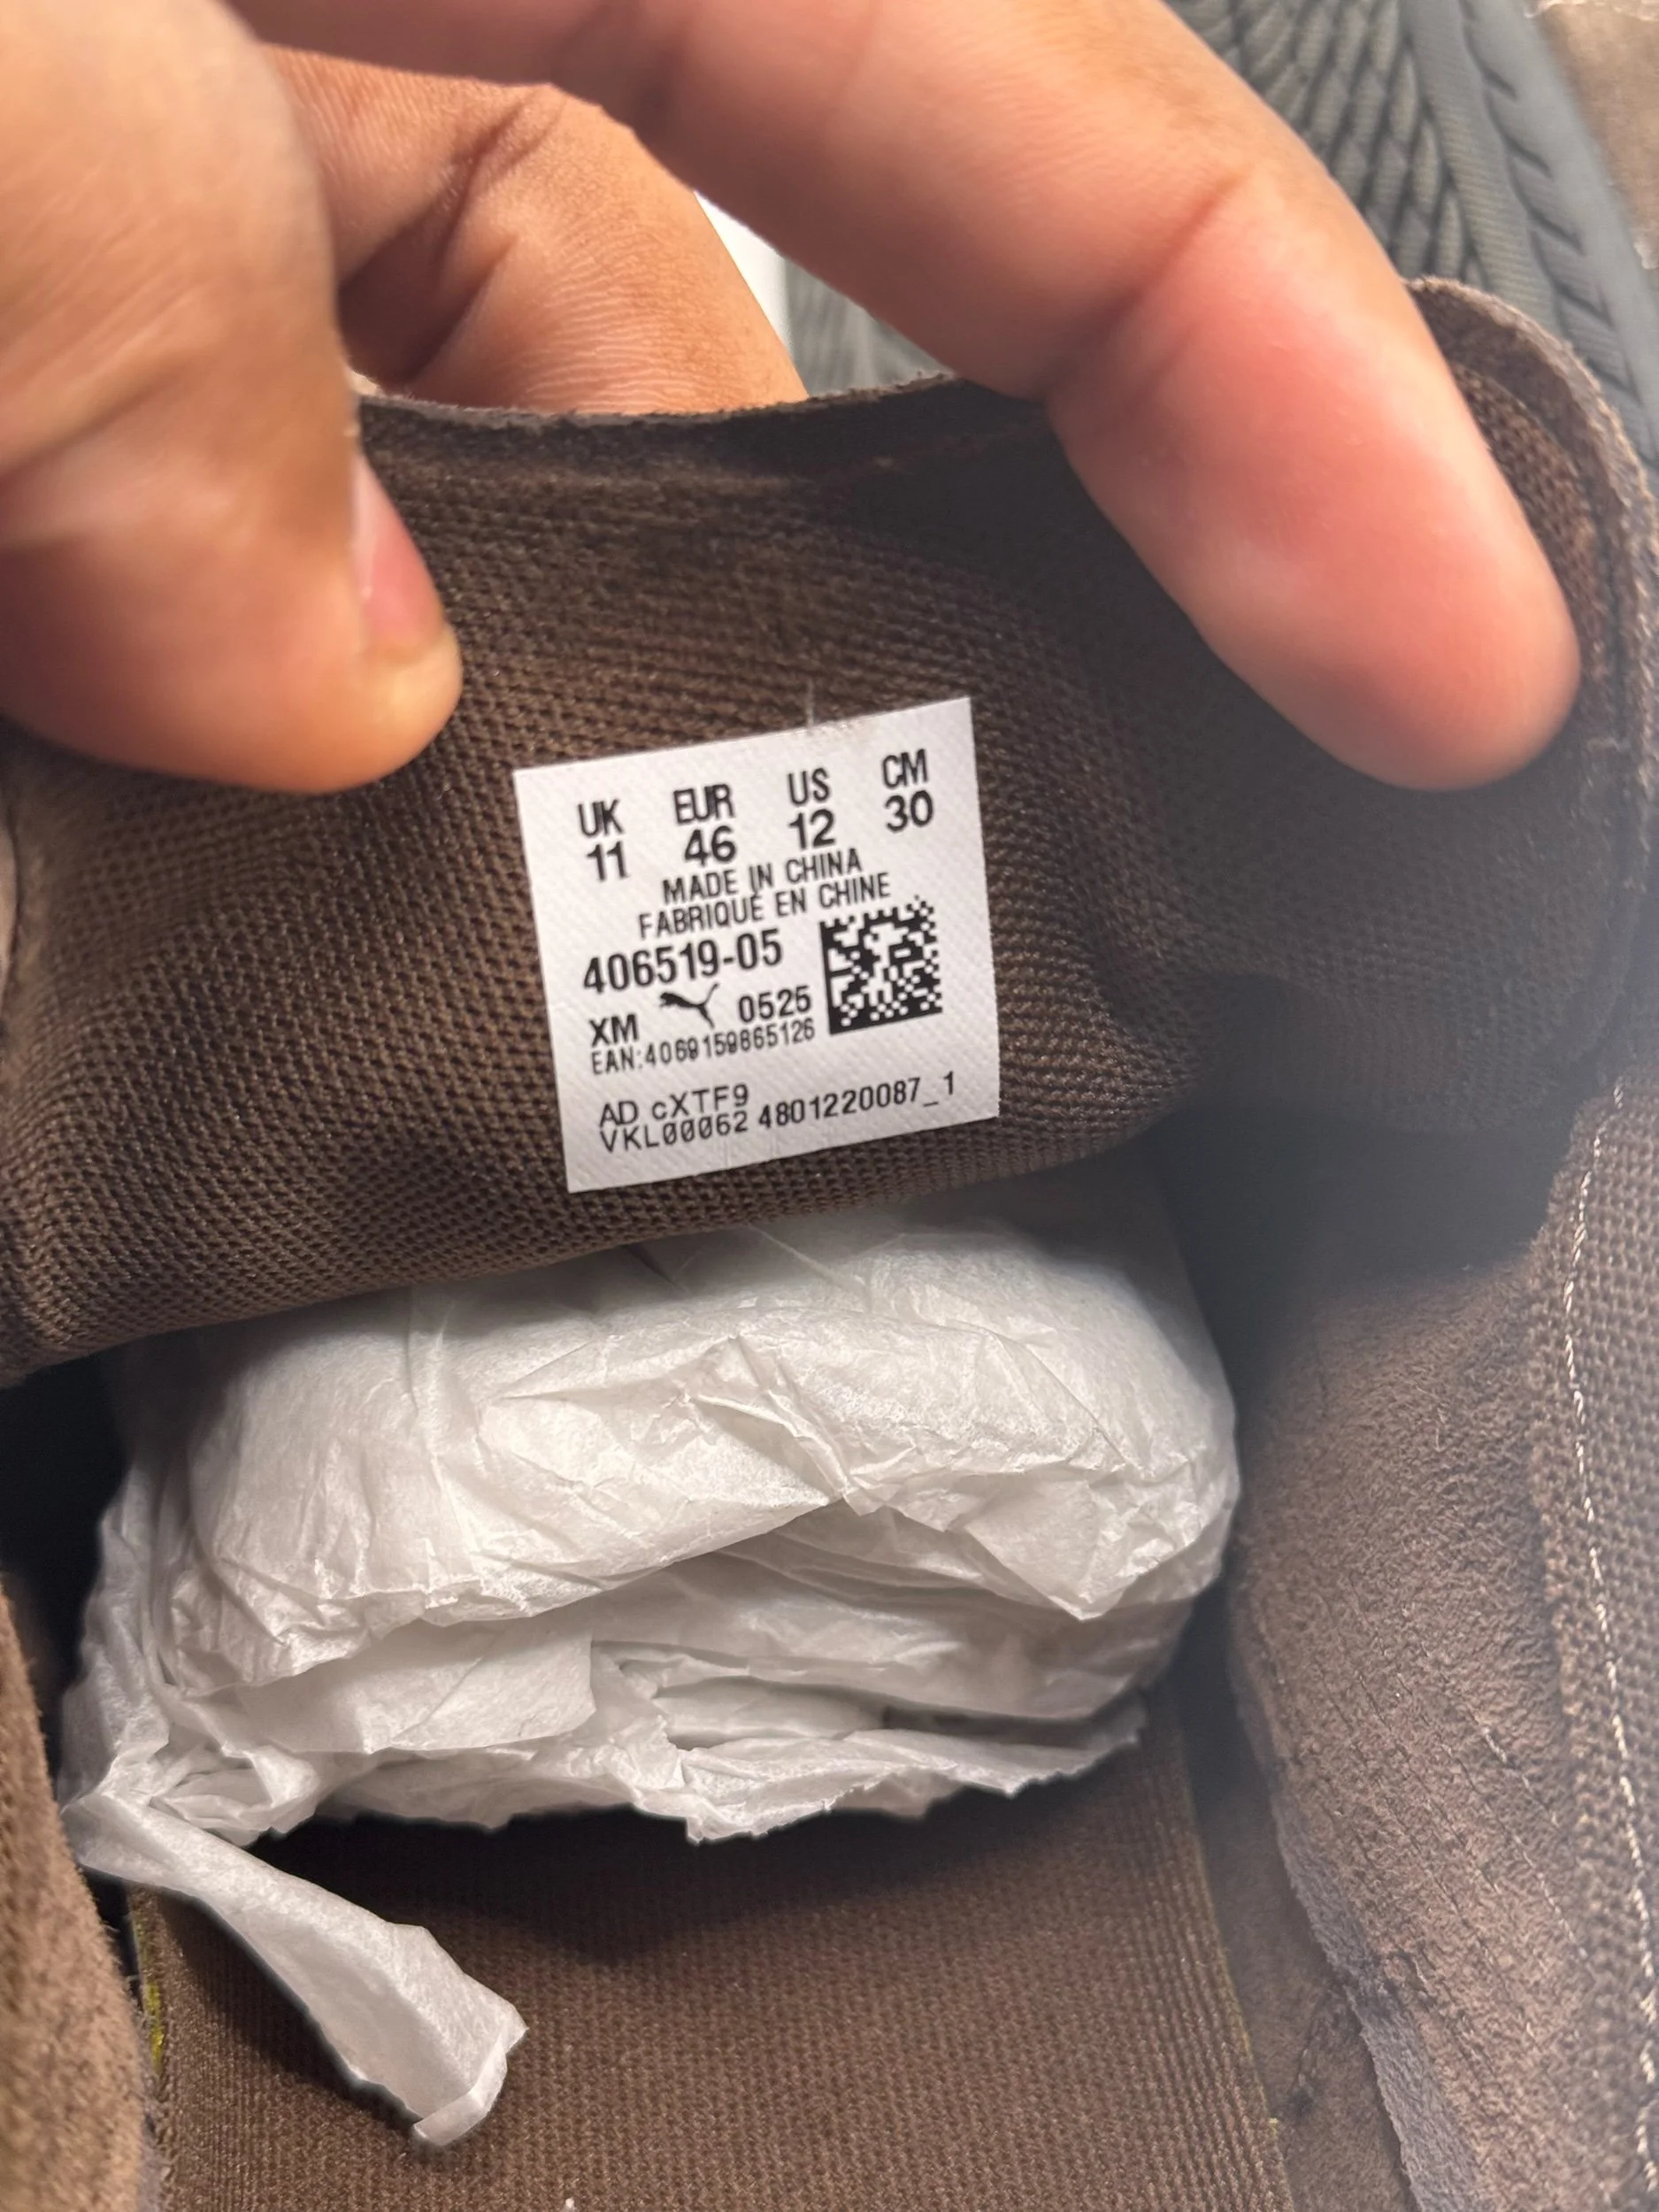 UK EUR US CM
11 46 12 30
MADE IN CHINA
FABRIQUÉ EN CHINE
406519-05
XM 0525
EAN:4069159865126
AD cXTF9
VKL00062 4801220087_1